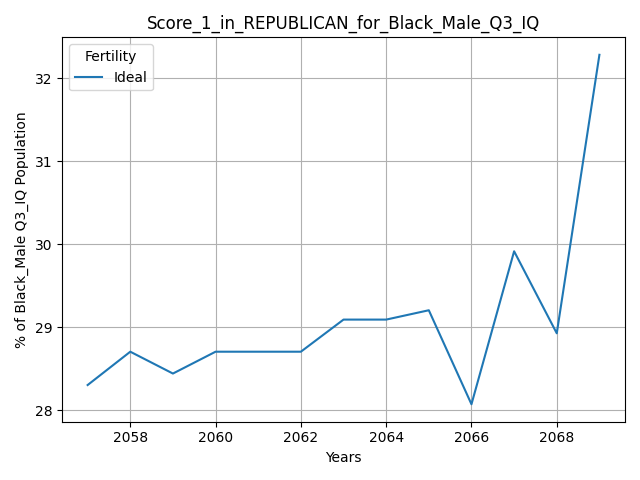 Score_1_in_REPUBLICAN_for_Black_Male_Q3_IQ
Fertility
Ideal
% of Black_Male Q3_IQ Population
32
31
30
29
28
2058 2060 2062 2064 2066 2068
Years